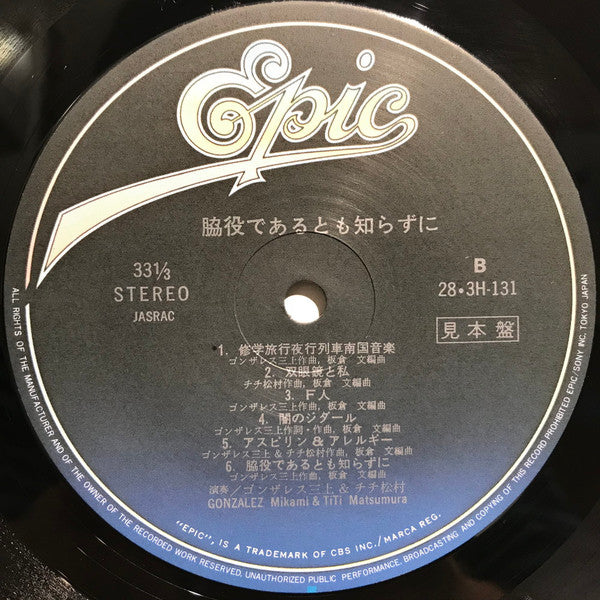 Epic
脇役であるとも知らずに
33⅓
STEREO
JASRAC
B
28・3H-131
見本盤
1. 修学旅行夜行列車南国音楽
ゴンザレス三上作曲, 板倉 文編曲
2. 双眼鏡と私
チチ松村作曲, 板倉 文編曲
3. F人
ゴンザレス三上作曲, 板倉 文編曲
4. 闇のジダール
ゴンザレス三上作詞・作曲, 板倉 文編曲
5. アスピリン & アレルギー
ゴンザレス三上 & チチ松村作曲, 板倉 文編曲
6. 脇役であるとも知らずに
ゴンザレス三上作曲, 板倉 文編曲
演奏/ゴンザレス三上 & チチ松村
GONZALEZ Mikami & TiTi Matsumura
"EPIC", IS A TRADEMARK OF CBS INC./MARCA REG.
ALL RIGHTS OF THE MANUFACTURER AND OF THE OWNER OF THE RECORDED WORK RESERVED, UNAUTHORIZED PUBLIC PERFORMANCE, BROADCASTING AND COPYING OF THIS RECORD PROHIBITED EPIC/SONY INC. TOKYO JAPAN